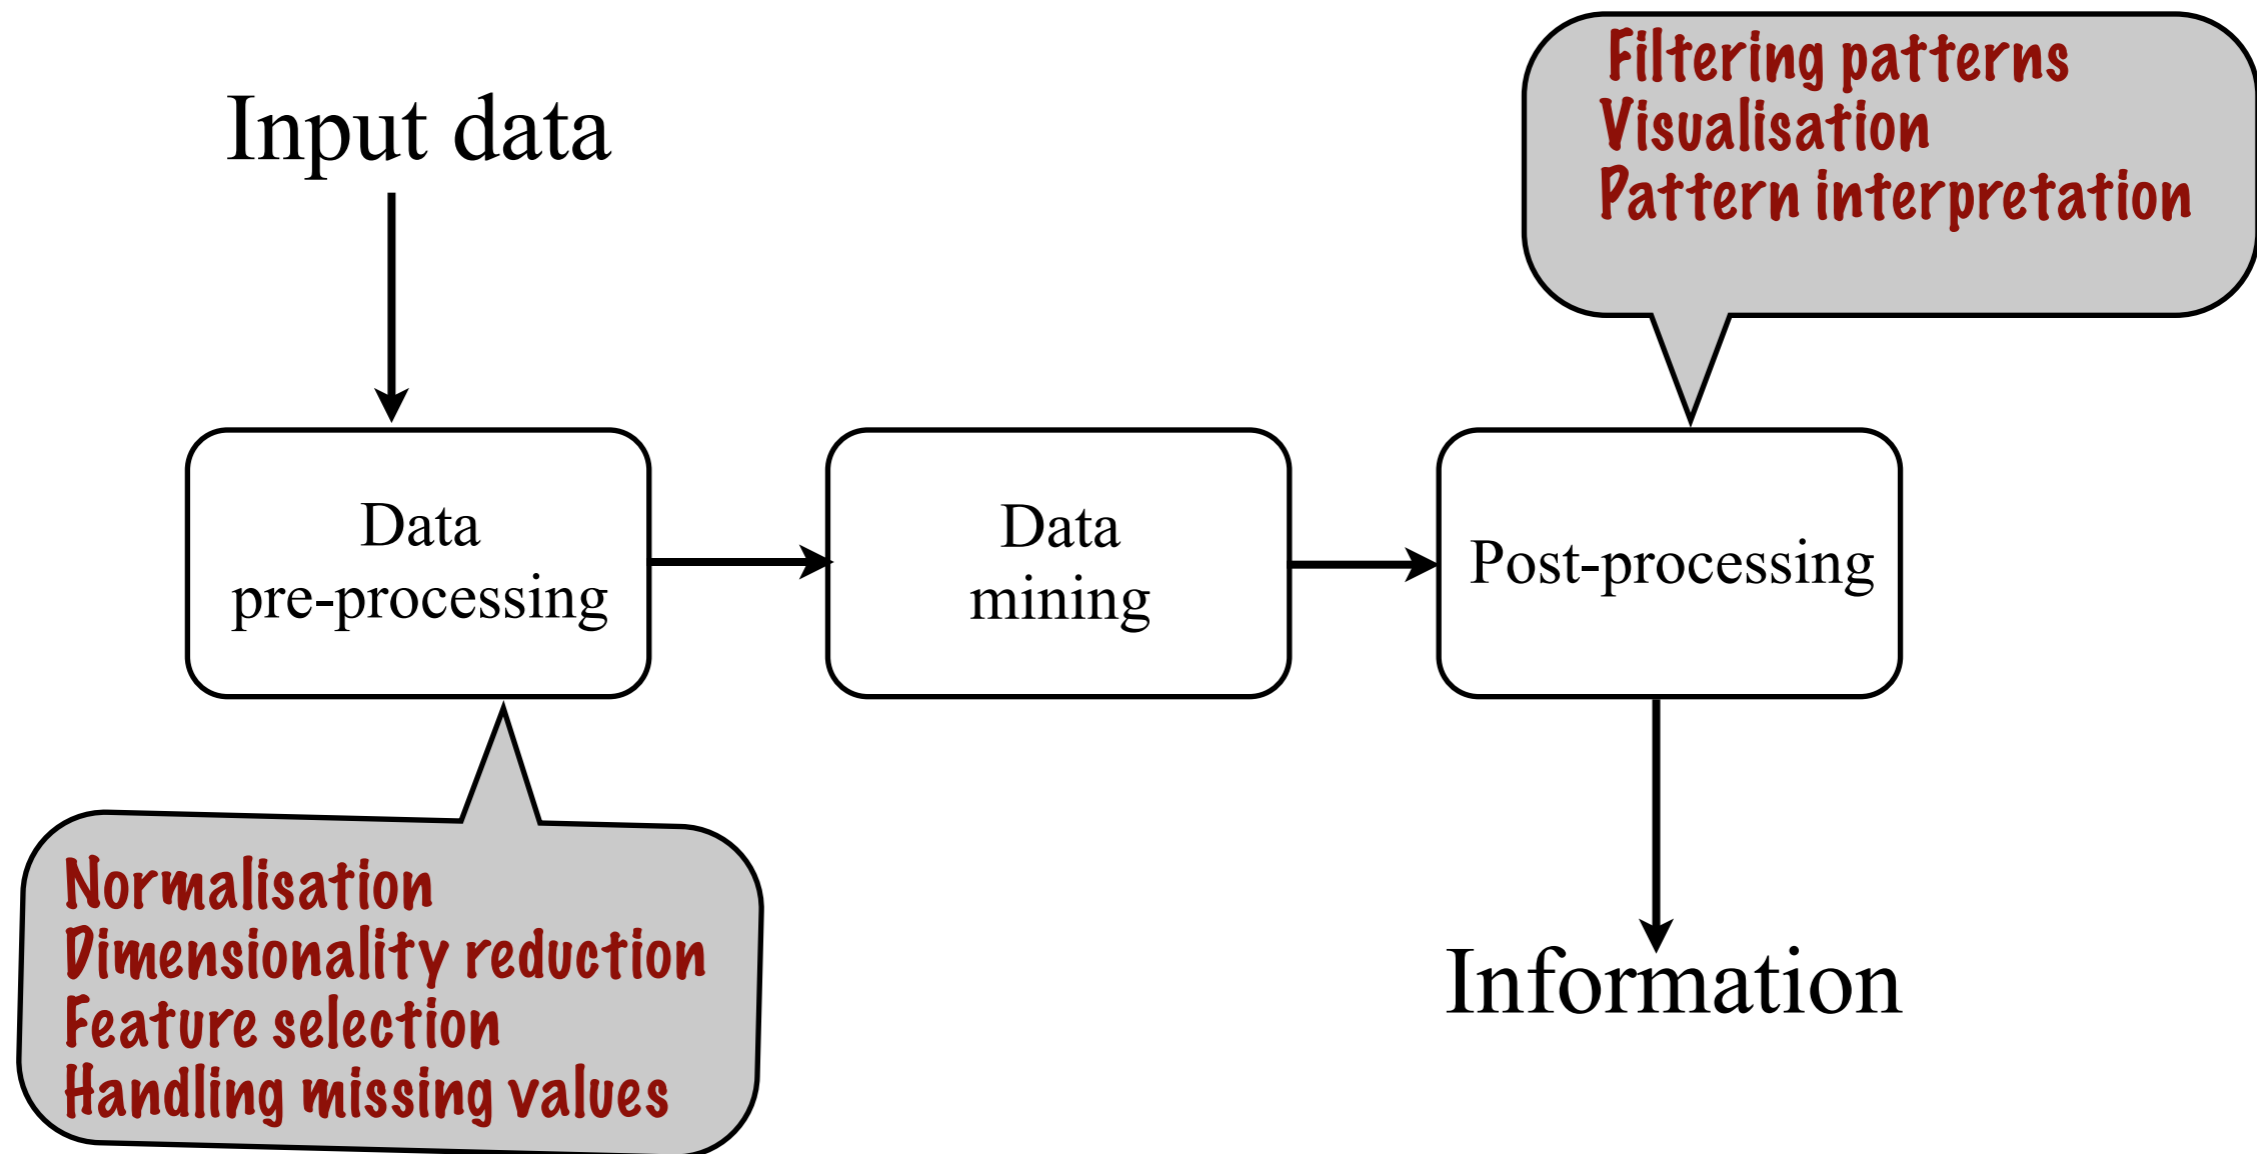 Input data
Filtering patterns
Visualisation
Pattern interpretation
Data
pre-processing
Data
mining
Post-processing
Normalisation
Dimensionality reduction
Feature selection
Handling missing values
Information